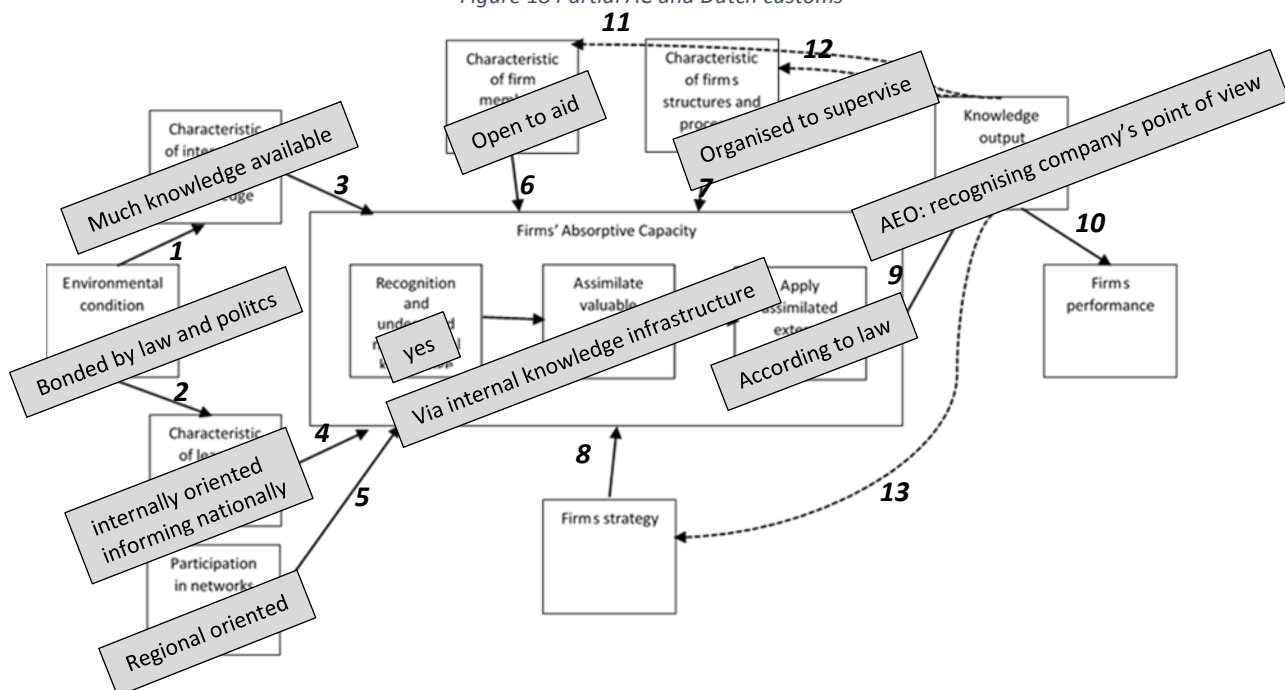 Figure 18 Partial AC and Dutch customs
11
12
Characteristic
of firm
Open to aid
Characteristic
of firms
structures and
Organised to supervise
Knowledge
output
AEO: recognising company's point of view
Characteristic
Much knowledge available
3
6
7
10
1
Firms' Absorptive Capacity
Environmental
condition
Bonded by law and politcs
Recognition
and
yes
Assimilate
valuable
Via internal knowledge infrastructure
Apply
assimilated
According to law
9
Firms
performance
2
Characteristic
internally oriented
informing nationally
4
5
8
13
Firms strategy
Participation
in networks
Regional oriented